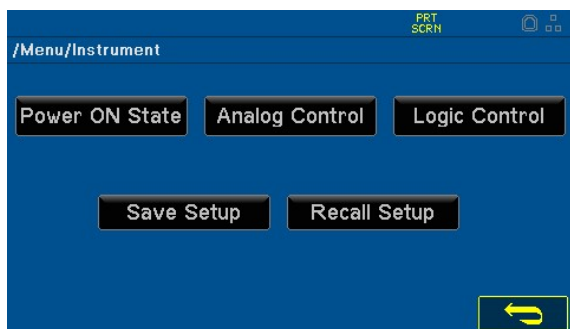 PRT
SCRN
/Menu/Instrument
Power ON State Analog Control Logic Control
Save Setup Recall Setup